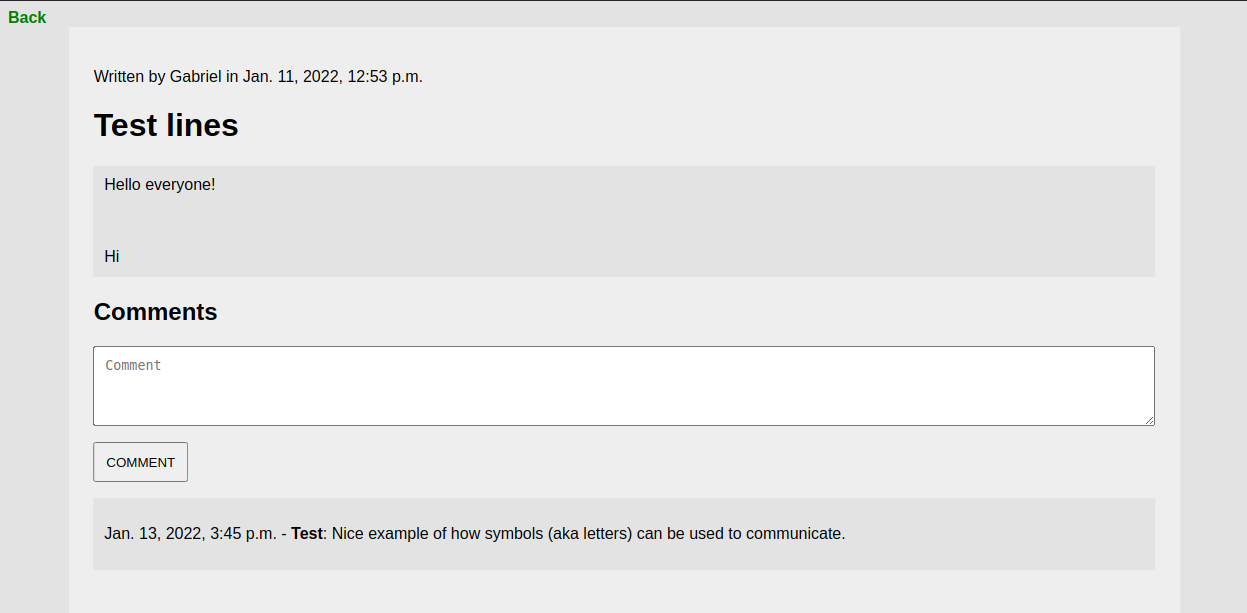 Back
Written by Gabriel in Jan. 11, 2022, 12:53 p.m.
Test lines
Hello everyone!
Hi
Comments
Comment
COMMENT
Jan. 13, 2022, 3:45 p.m. - Test: Nice example of how symbols (aka letters) can be used to communicate.